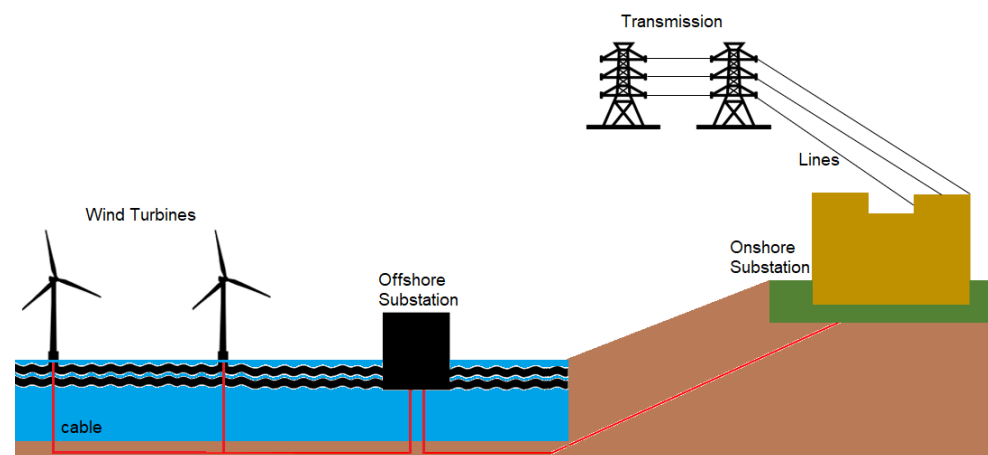 Transmission
Lines
Wind Turbines
Offshore
Substation
Onshore
Substation
cable